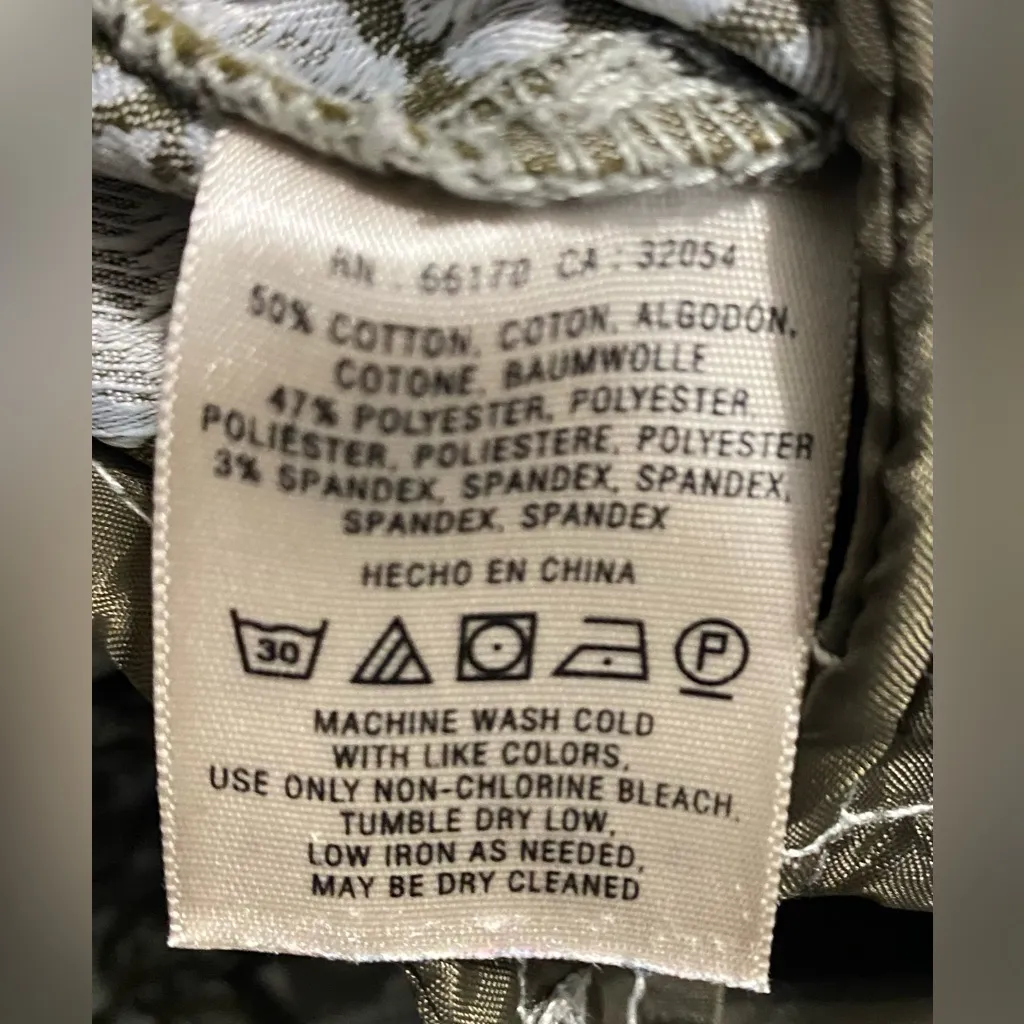 RN : 66170 CA : 32054
50% COTTON, COTON, ALGODÓN,
COTONE, BAUMWOLLE
47% POLYESTER, POLYESTER
POLIÉSTER, POLIESTERE, POLYESTER
3% SPANDEX, SPANDEX, SPANDEX,
SPANDEX, SPANDEX
HECHO EN CHINA
30 P
MACHINE WASH COLD
WITH LIKE COLORS,
USE ONLY NON-CHLORINE BLEACH.
TUMBLE DRY LOW,
LOW IRON AS NEEDED,
MAY BE DRY CLEANED